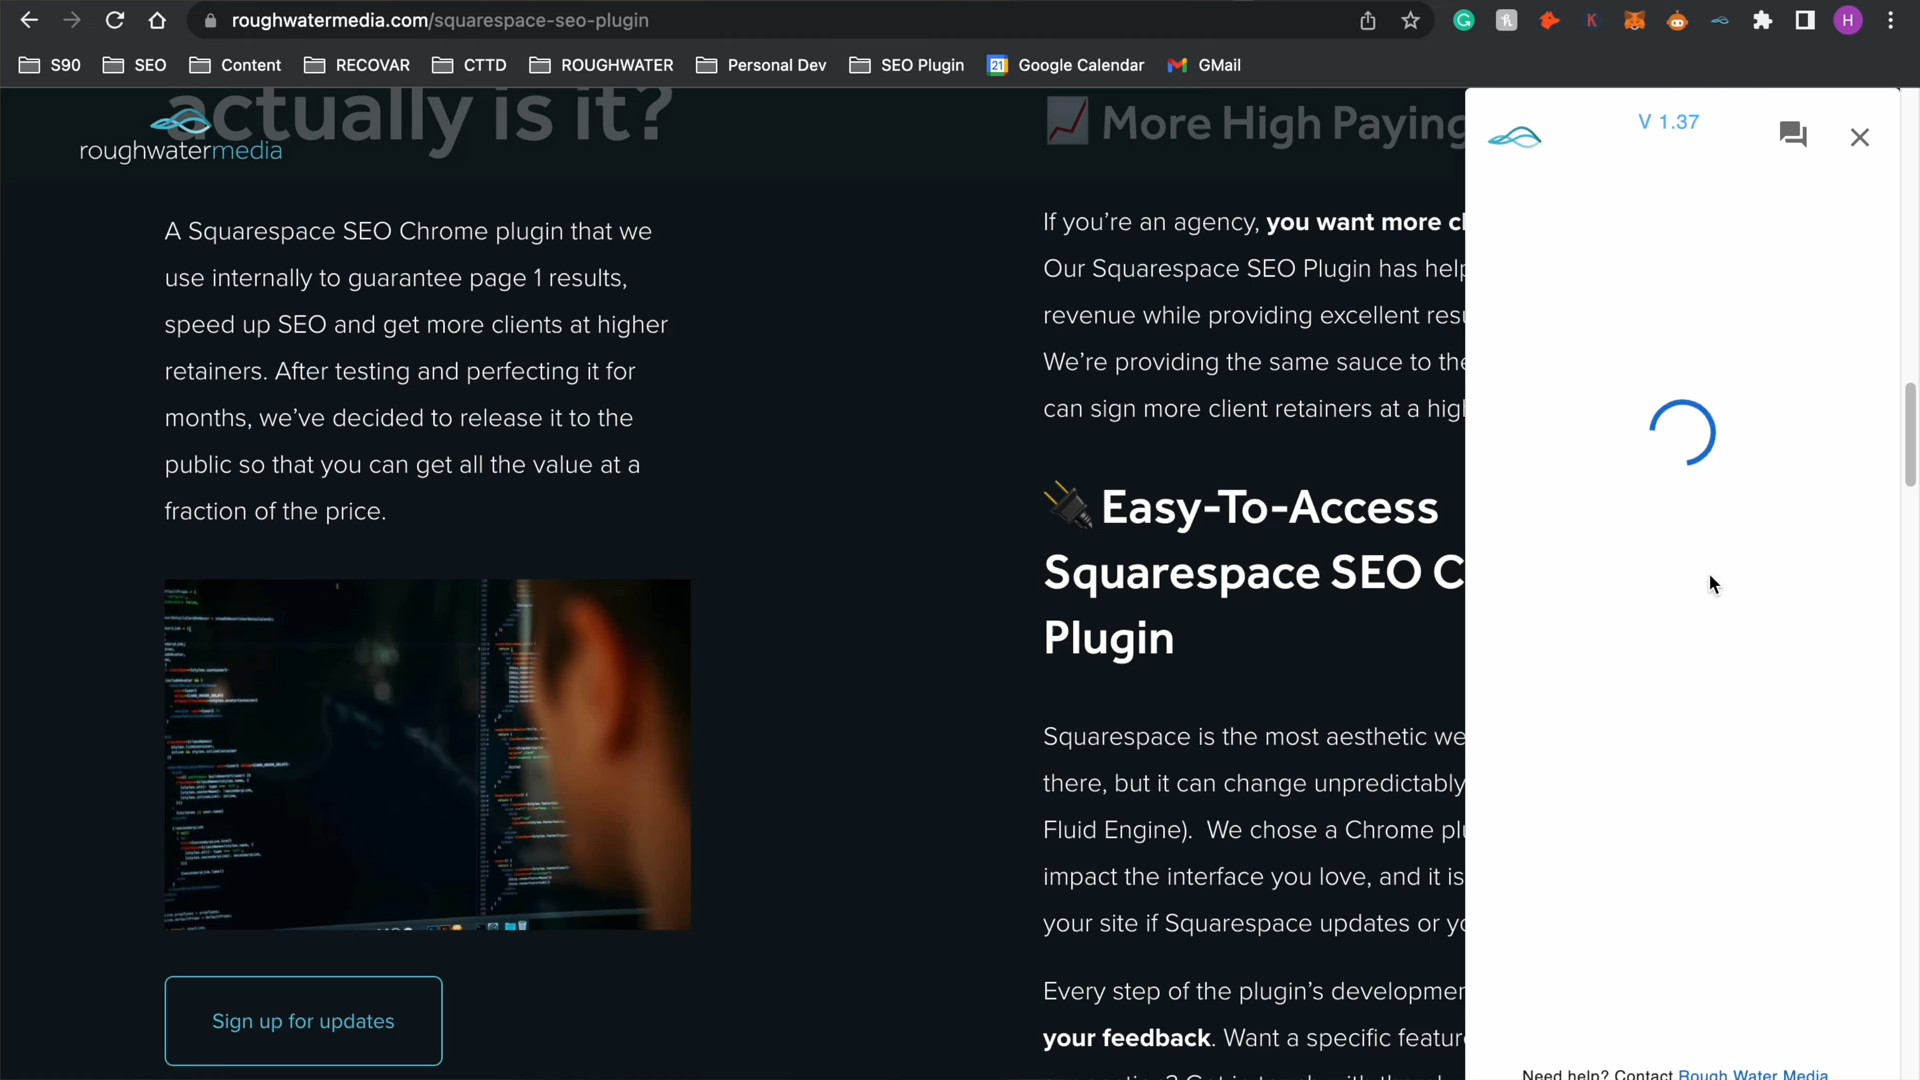 roughwatermedia.com/squarespace-seo-plugin
S90
SEO
Content
RECOVAR
CTTD
ROUGHWATER
Personal Dev
SEO Plugin
21
Google Calendar
GMail
H
actually is it?
roughwatermedia
A Squarespace SEO Chrome plugin that we
use internally to guarantee page 1 results,
speed up SEO and get more clients at higher
retainers. After testing and perfecting it for
months, we've decided to release it to the
public so that you can get all the value at a
fraction of the price.
Sign up for updates
More High Paying
If you're an agency, you want more cl
Our Squarespace SEO Plugin has help
revenue while providing excellent resu
We're providing the same sauce to the
can sign more client retainers at a high
Easy-To-Access
Squarespace SEO C
Plugin
Squarespace is the most aesthetic we
there, but it can change unpredictably
Fluid Engine). We chose a Chrome plu
impact the interface you love, and it is
your site if Squarespace updates or yo
Every step of the plugin's developmen
your feedback. Want a specific feature
V 1.37
Need help? Contact Rough Water Media